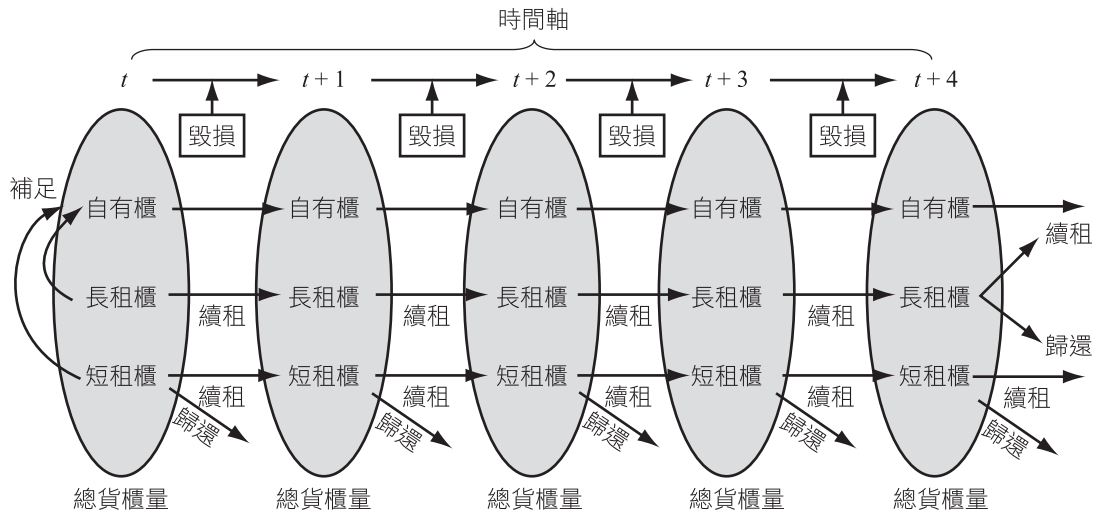 時間軸
t t + 1 t + 2 t + 3 t + 4
毀損 毀損 毀損 毀損
補足
自有櫃 自有櫃 自有櫃 自有櫃 自有櫃
續租
長租櫃 長租櫃 長租櫃 長租櫃 長租櫃
續租 續租 續租 續租
歸還
短租櫃 短租櫃 短租櫃 短租櫃 短租櫃
續租 續租 續租 續租 續租
歸還 歸還 歸還 歸還 歸還
總貨櫃量 總貨櫃量 總貨櫃量 總貨櫃量 總貨櫃量